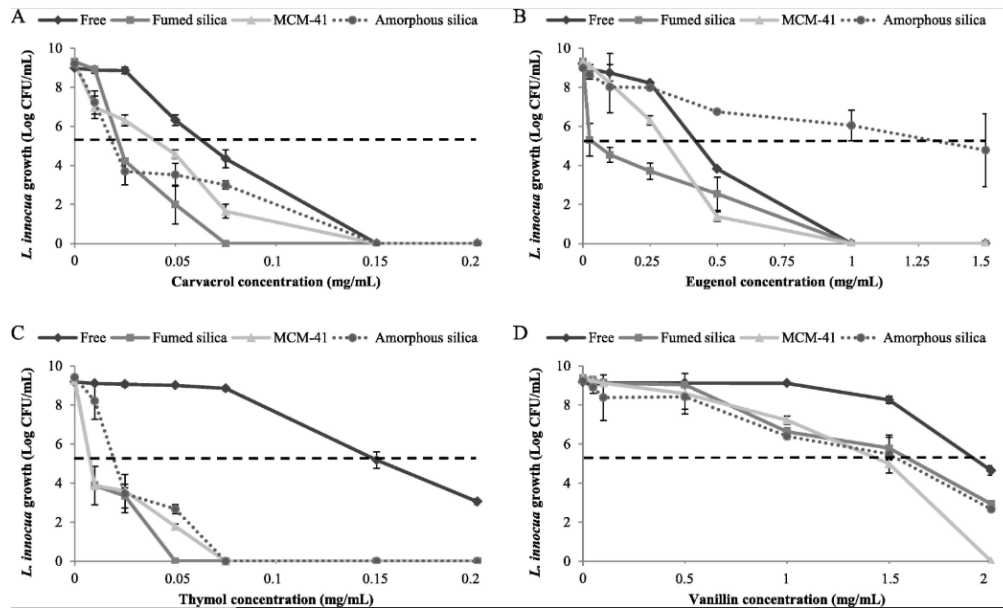 A
Free Fumed silica MCM-41 Amorphous silica
L. innocua growth (Log CFU/mL)
10
8
6
4
2
0
0 0.05 0.1 0.15 0.2
Carvacrol concentration (mg/mL)
B
Free Fumed silica MCM-41 Amorphous silica
L. innocua growth (Log CFU/mL)
10
8
6
4
2
0
0 0.25 0.5 0.75 1 1.25 1.5
Eugenol concentration (mg/mL)
C
Free Fumed silica MCM-41 Amorphous silica
L. innocua growth (Log CFU/mL)
10
8
6
4
2
0
0 0.05 0.1 0.15 0.2
Thymol concentration (mg/mL)
D
Free Fumed silica MCM-41 Amorphous silica
L. innocua growth (Log CFU/mL)
10
8
6
4
2
0
0 0.5 1 1.5 2
Vanillin concentration (mg/mL)